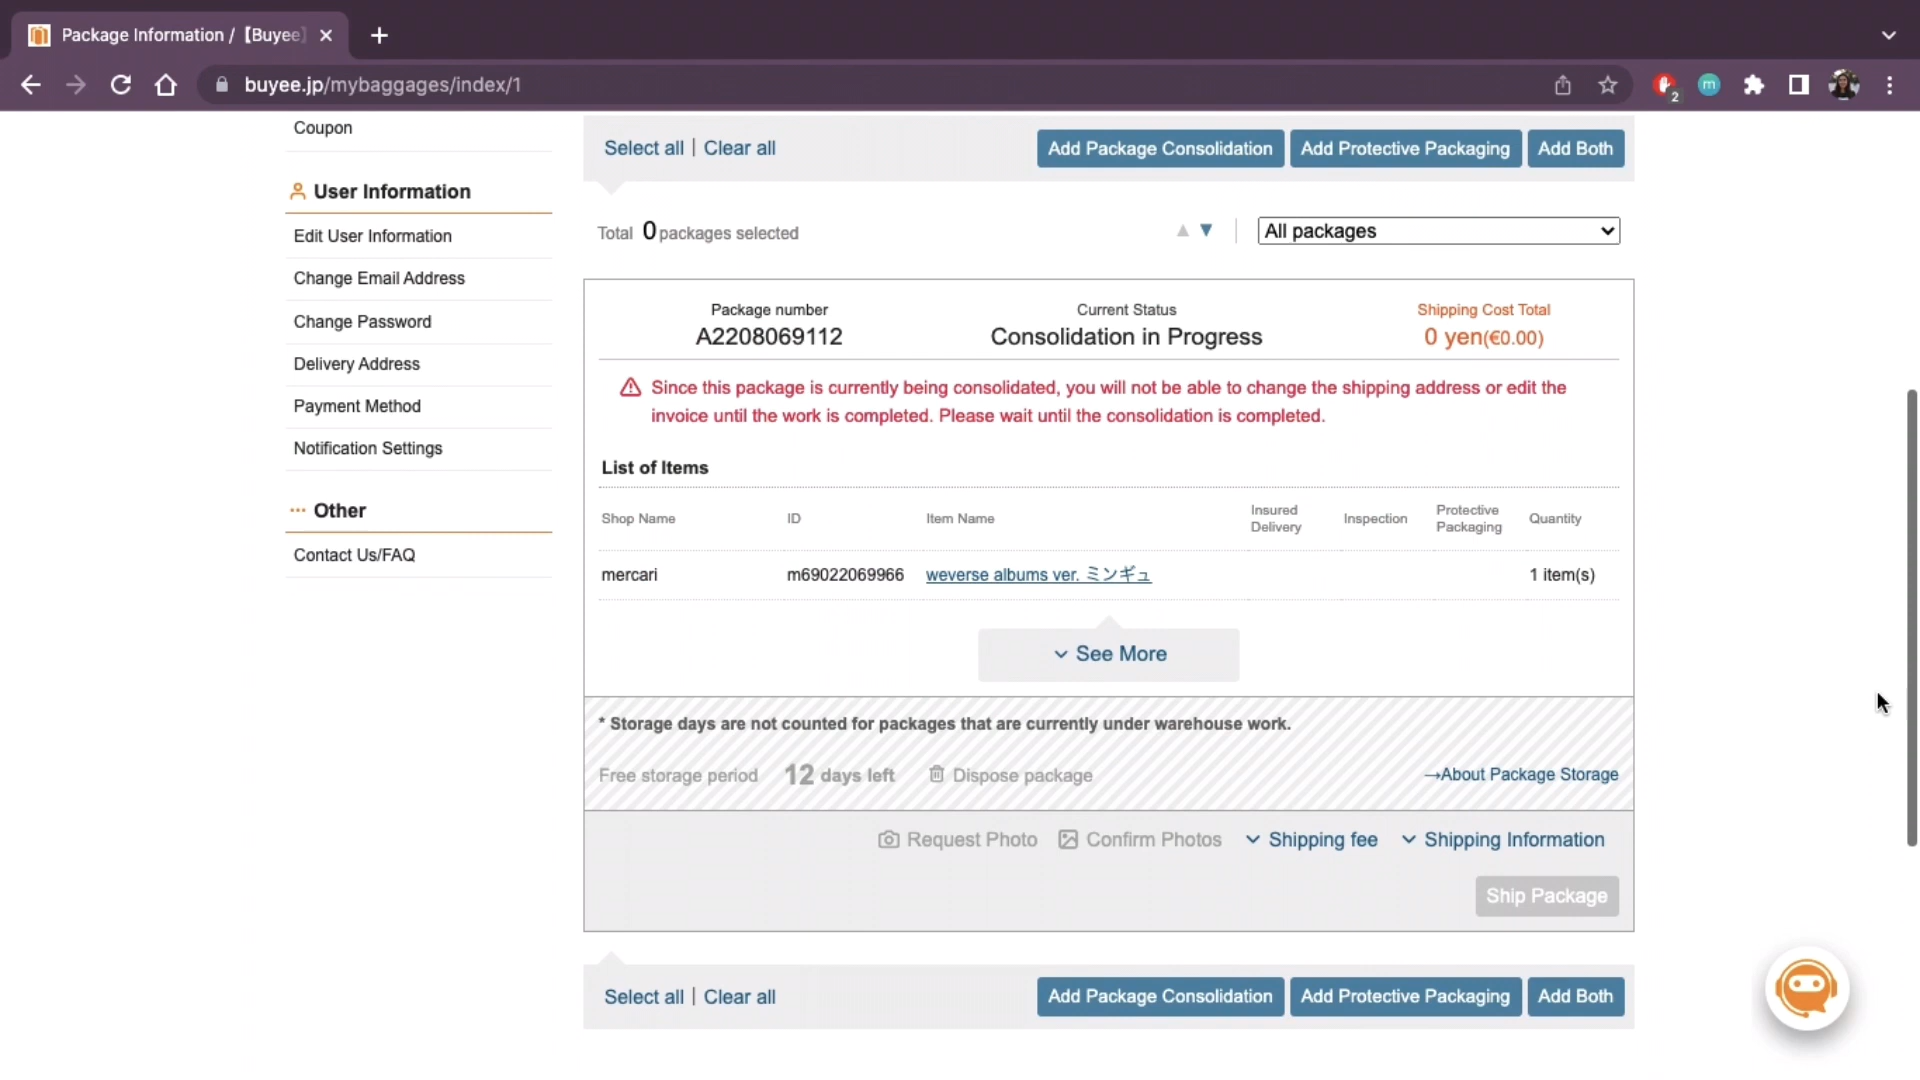 Package Information / 【Buyee】
2
buyee.jp/mybaggages/index/1
m
Coupon
User Information
Edit User Information
Change Email Address
Change Password
Delivery Address
Payment Method
Notification Settings
Other
Contact Us/FAQ
Select all | Clear all
Add Package Consolidation
Add Protective Packaging
Add Both
Total 0 packages selected
All packages
Package number
A2208069112
Current Status
Consolidation in Progress
Shipping Cost Total
0 yen(€0.00)
Since this package is currently being consolidated, you will not be able to change the shipping address or edit the
invoice until the work is completed. Please wait until the consolidation is completed.
List of Items
Shop Name
ID
Item Name
Insured
Delivery
Inspection
Protective
Packaging
Quantity
mercari
m69022069966
weverse albums ver. ミンギュ
1 item(s)
See More
* Storage days are not counted for packages that are currently under warehouse work.
Free storage period 12 days left
Dispose package
→About Package Storage
Request Photo
Confirm Photos
Shipping fee
Shipping Information
Ship Package
Select all | Clear all
Add Package Consolidation
Add Protective Packaging
Add Both